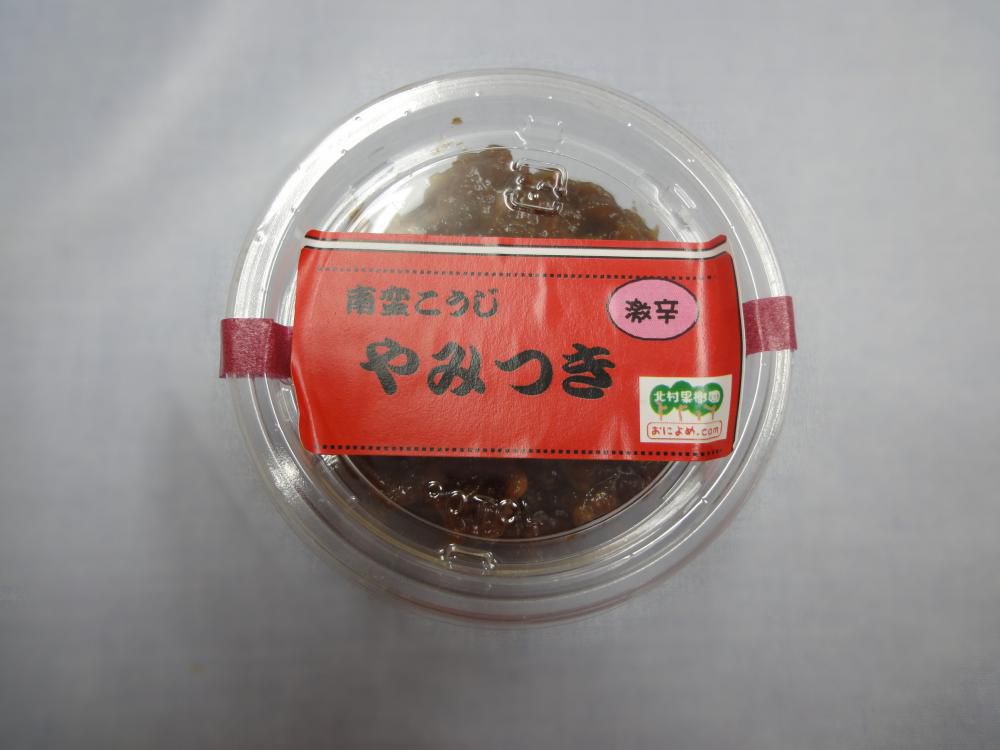 南蛮こうじ
激辛
やみつき
北村果樹園
おによめ.com